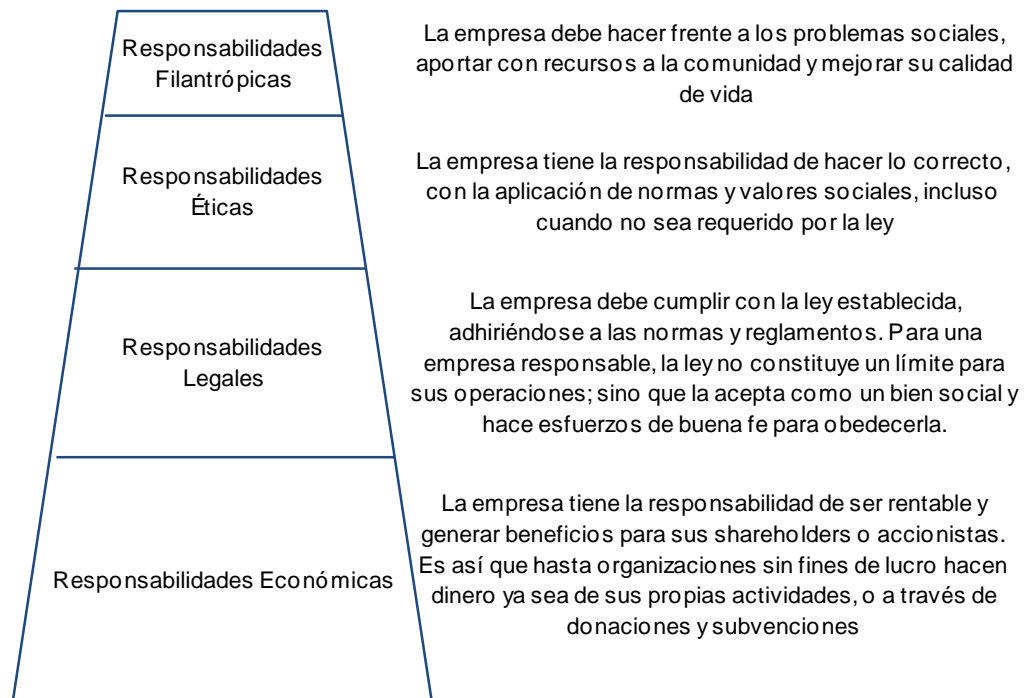 Responsabilidades
Filantrópicas
La empresa debe hacer frente a los problemas sociales,
aportar con recursos a la comunidad y mejorar su calidad
de vida
Responsabilidades
Éticas
La empresa tiene la responsabilidad de hacer lo correcto,
con la aplicación de normas y valores sociales, incluso
cuando no sea requerido por la ley
Responsabilidades
Legales
La empresa debe cumplir con la ley establecida,
adhiriéndose a las normas y reglamentos. Para una
empresa responsable, la ley no constituye un límite para
sus operaciones; sino que la acepta como un bien social y
hace esfuerzos de buena fe para obedecerla.
Responsabilidades Económicas
La empresa tiene la responsabilidad de ser rentable y
generar beneficios para sus shareholders o accionistas.
Es así que hasta organizaciones sin fines de lucro hacen
dinero ya sea de sus propias actividades, o a través de
donaciones y subvenciones